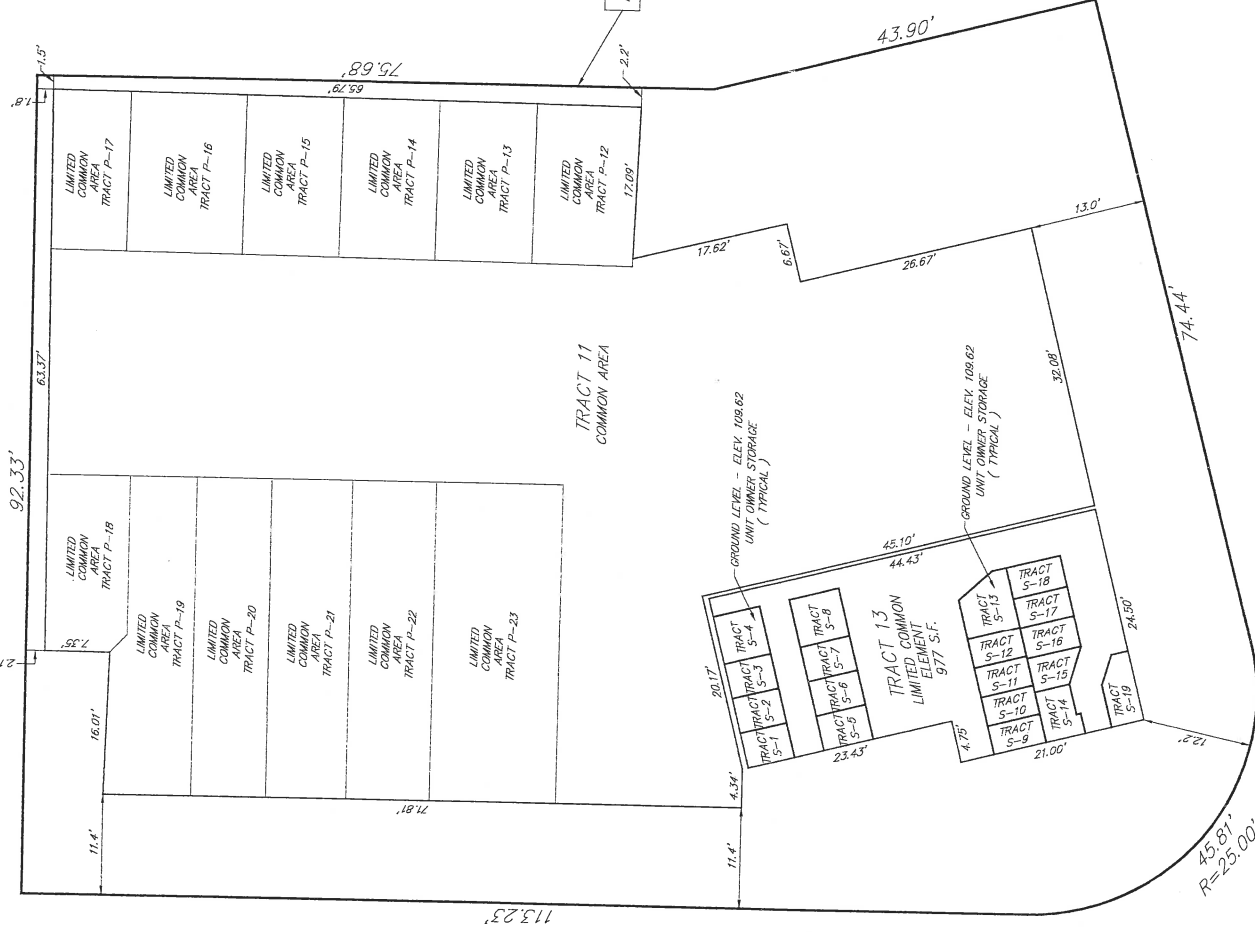 92.33'
1.8'
1.5'
63.37'
75.68'
65.79'
2.2'
43.90'
LIMITED
COMMON
AREA
TRACT P-17
LIMITED
COMMON
AREA
TRACT P-16
LIMITED
COMMON
AREA
TRACT P-15
LIMITED
COMMON
AREA
TRACT P-14
LIMITED
COMMON
AREA
TRACT P-13
LIMITED
COMMON
AREA
TRACT P-12
17.09'
17.62'
6.67'
26.67'
13.0'
32.08'
74.44'
LIMITED
COMMON
AREA
TRACT P-18
7.35'
16.01'
11.4'
LIMITED
COMMON
AREA
TRACT P-19
LIMITED
COMMON
AREA
TRACT P-20
LIMITED
COMMON
AREA
TRACT P-21
LIMITED
COMMON
AREA
TRACT P-22
LIMITED
COMMON
AREA
TRACT P-23
71.81'
11.4'
4.34'
113.23'
TRACT 11
COMMON AREA
GROUND LEVEL - ELEV. 109.62
UNIT OWNER STORAGE
( TYPICAL )
GROUND LEVEL - ELEV. 109.62
UNIT OWNER STORAGE
( TYPICAL )
20.17'
45.10'
44.43'
TRACT
S-4
TRACT
S-3
TRACT
S-2
TRACT
S-1
TRACT
S-8
TRACT
S-7
TRACT
S-6
TRACT
S-5
TRACT 13
LIMITED COMMON
ELEMENT
977 S.F.
23.43'
4.75'
TRACT
S-13
TRACT
S-12
TRACT
S-11
TRACT
S-10
TRACT
S-9
TRACT
S-18
TRACT
S-17
TRACT
S-16
TRACT
S-15
TRACT
S-14
TRACT
S-19
21.00'
24.50'
12.2'
45.81'
R=25.00'